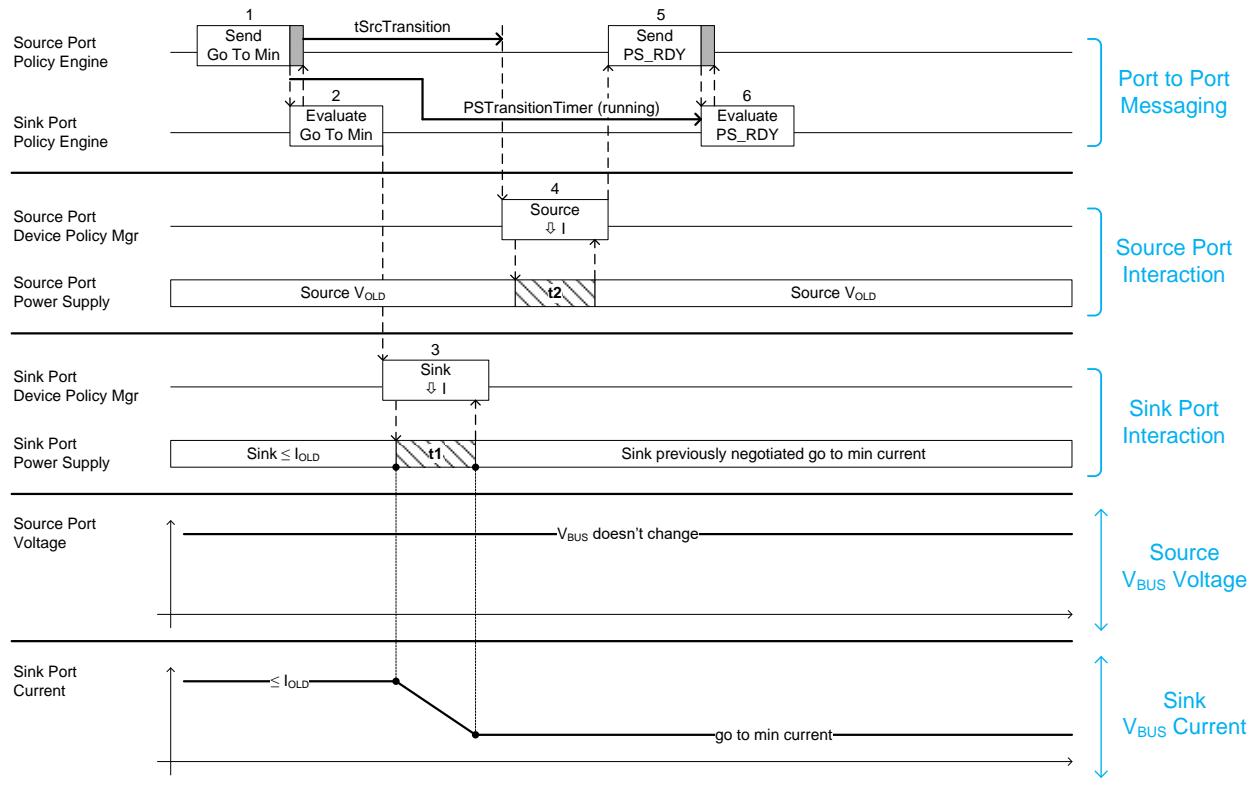 1
Send
Go To Min
tSrcTransition
5
Send
PS_RDY
Source Port
Policy Engine
2
Evaluate
Go To Min
PSTransitionTimer (running)
6
Evaluate
PS_RDY
Sink Port
Policy Engine
Port to Port
Messaging
4
Source
⇩ I
Source Port
Device Policy Mgr
Source Port
Power Supply
Source VOLD
t2
Source VOLD
Source Port
Interaction
3
Sink
⇩ I
Sink Port
Device Policy Mgr
Sink Port
Power Supply
Sink ≤ IOLD
t1
Sink previously negotiated go to min current
Sink Port
Interaction
Source Port
Voltage
VBUS doesn't change
Source
VBUS Voltage
Sink Port
Current
≤ IOLD
go to min current
Sink
VBUS Current